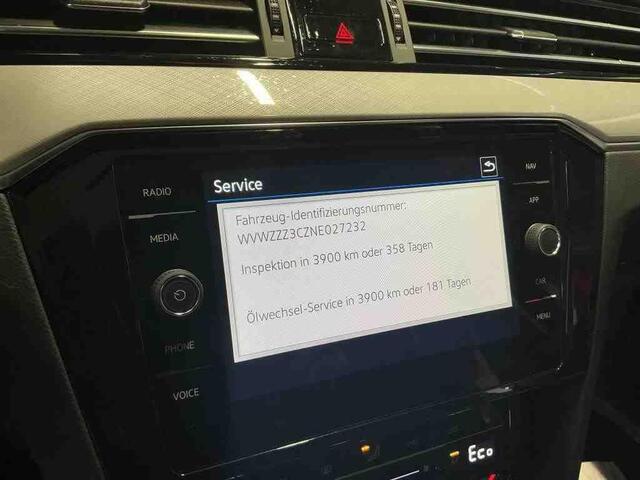 RADIO
MEDIA
PHONE
VOICE
Service
Fahrzeug-Identifizierungsnummer:
WVWZZZ3CZNE027232
Inspektion in 3900 km oder 358 Tagen
Ölwechsel-Service in 3900 km oder 181 Tagen
NAV
APP
CAR
MENU
Eco